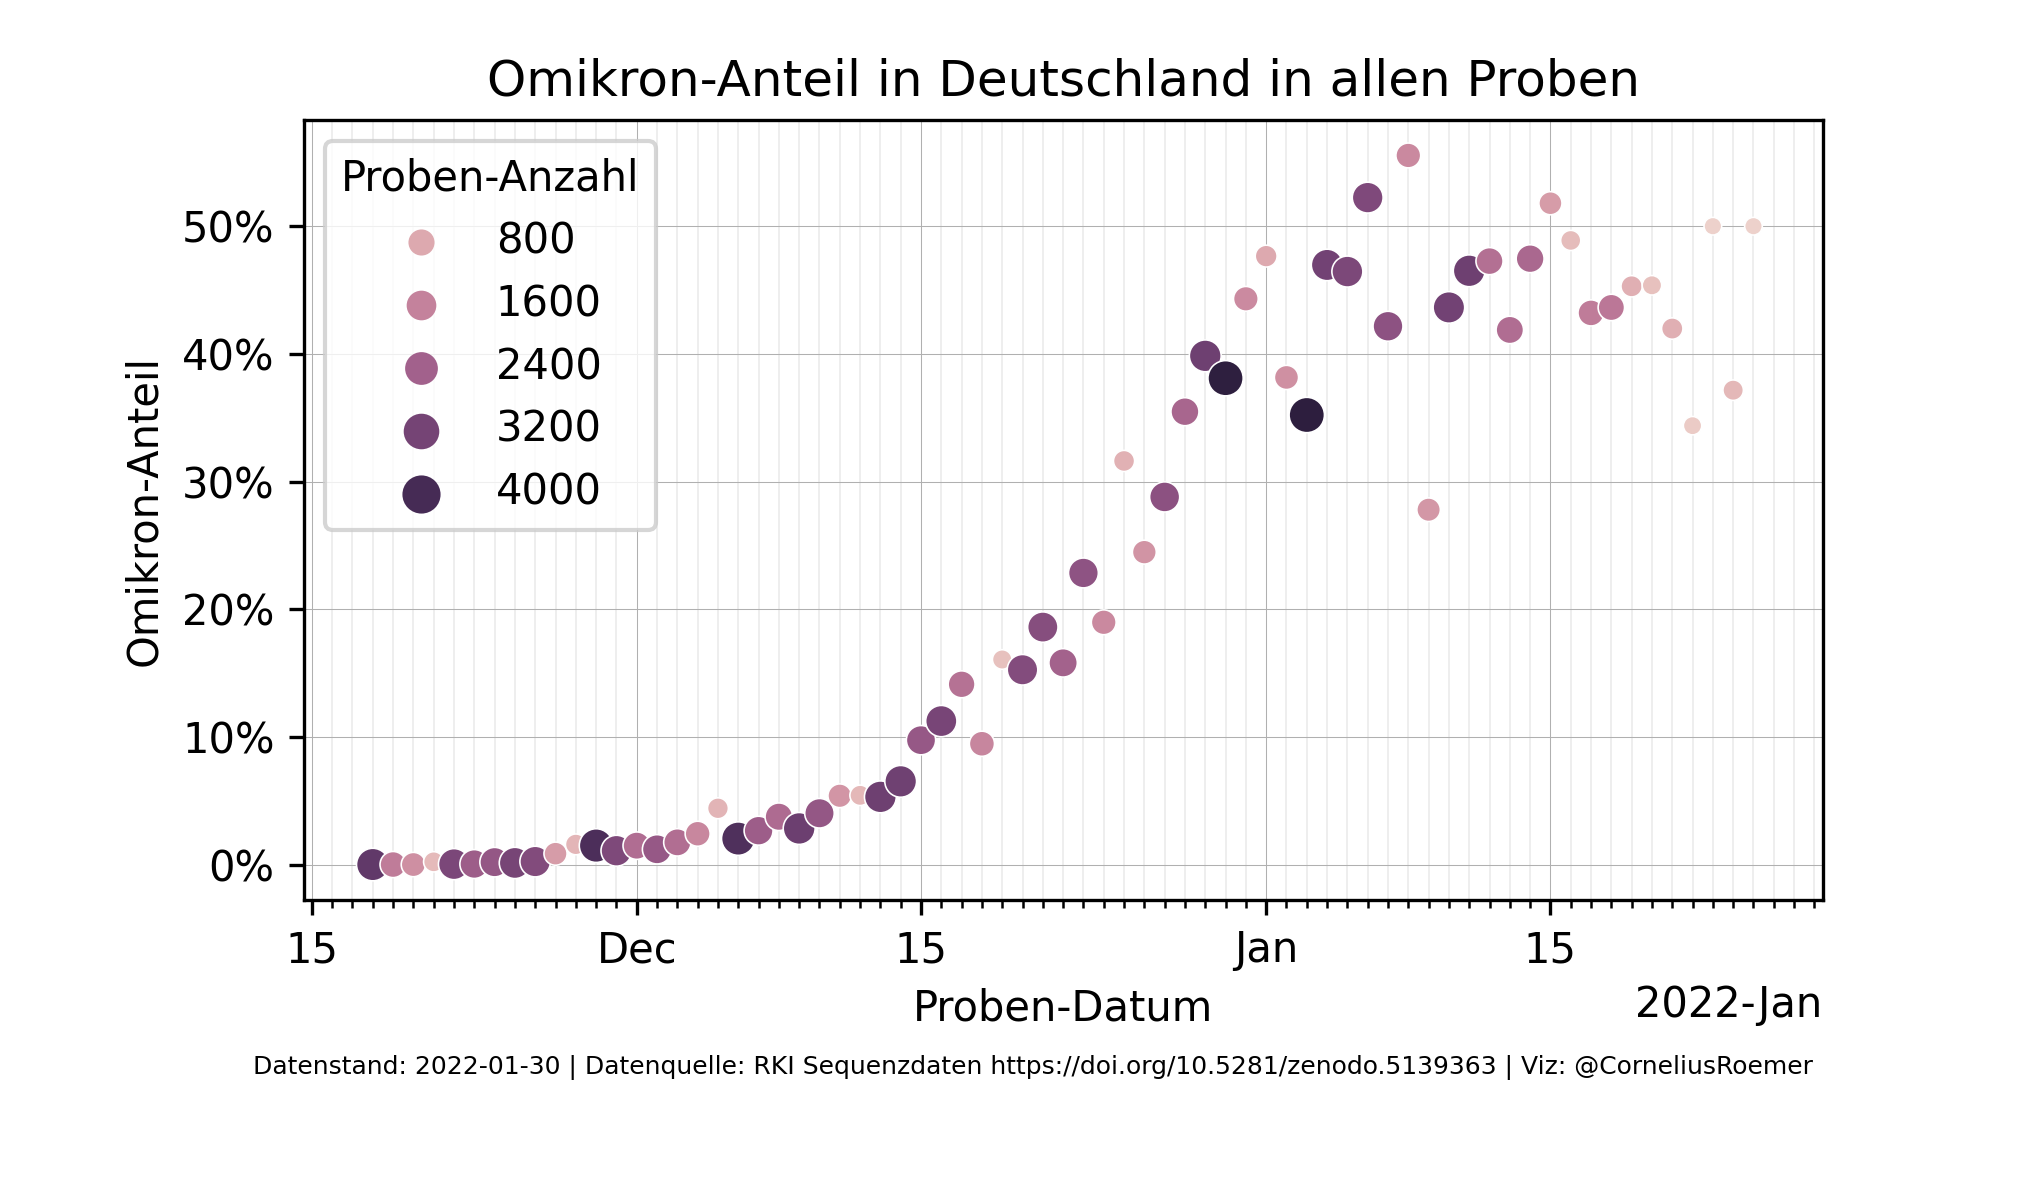 Omikron-Anteil in Deutschland in allen Proben
Proben-Anzahl
800
1600
2400
3200
4000
Omikron-Anteil
50%
40%
30%
20%
10%
0%
15 Dec 15 Jan 15
Proben-Datum
2022-Jan
Datenstand: 2022-01-30 | Datenquelle: RKI Sequenzdaten https://doi.org/10.5281/zenodo.5139363 | Viz: @CorneliusRoemer